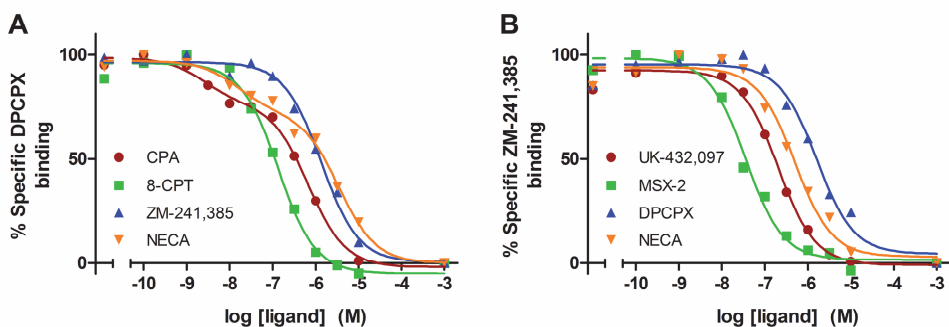 A
% Specific DPCPX
binding
100
50
0
CPA
8-CPT
ZM-241,385
NECA
-10 -9 -8 -7 -6 -5 -4 -3
log [ligand] (M)
B
% Specific ZM-241,385
binding
100
50
0
UK-432,097
MSX-2
DPCPX
NECA
-10 -9 -8 -7 -6 -5 -4 -3
log [ligand] (M)